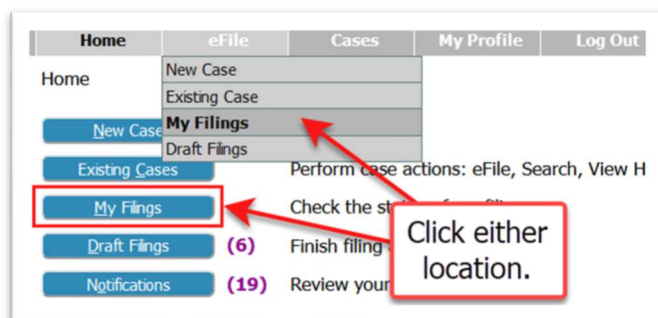 Home eFile Cases My Profile Log Out
Home
New Case
Existing Case
My Filings
Draft Filings
New Case
Existing Cases Perform case actions: eFile, Search, View H
My Filings Check the
Draft Filings (6) Finish filing
Notifications (19) Review your
Click either
location.